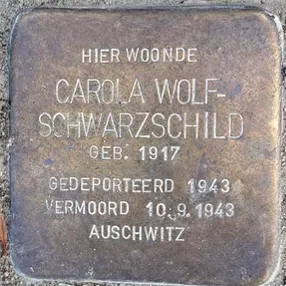 HIER WOONDE
CAROLA WOLF-
SCHWARZSCHILD
GEB. 1917
GEDEPORTEERD 1943
VERMOORD 10.9.1943
AUSCHWITZ